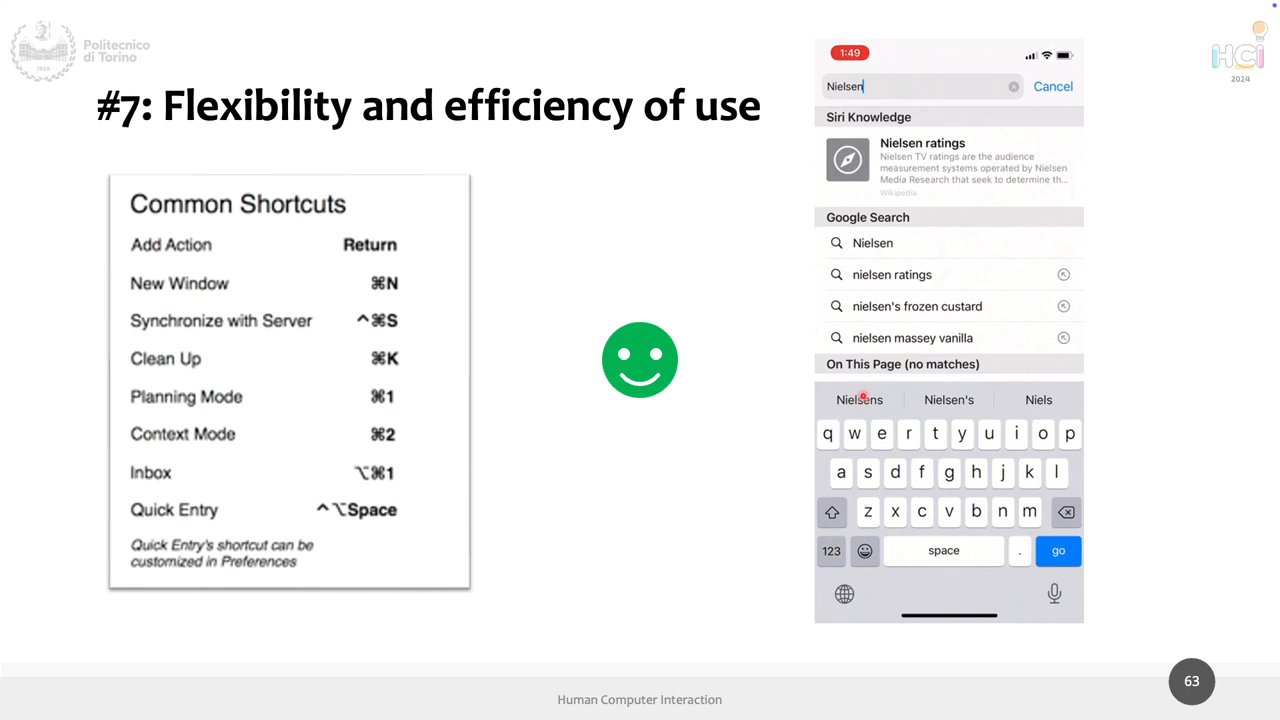 Politecnico
di Torino
1859
HCI
2024
#7: Flexibility and efficiency of use
Common Shortcuts
Add Action Return
New Window ⌘N
Synchronize with Server ^⌘S
Clean Up ⌘K
Planning Mode ⌘1
Context Mode ⌘2
Inbox ⌥⌘1
Quick Entry ^⌥Space
Quick Entry's shortcut can be
customized in Preferences
1:49
Nielsen
Cancel
Siri Knowledge
Nielsen ratings
Nielsen TV ratings are the audience
measurement systems operated by Nielsen
Media Research that seek to determine th...
Wikipedia
Google Search
Nielsen
nielsen ratings
nielsen's frozen custard
nielsen massey vanilla
On This Page (no matches)
Nielsens Nielsen's Niels
q w e r t y u i o p
a s d f g h j k l
z x c v b n m
123 space . go
Human Computer Interaction
63